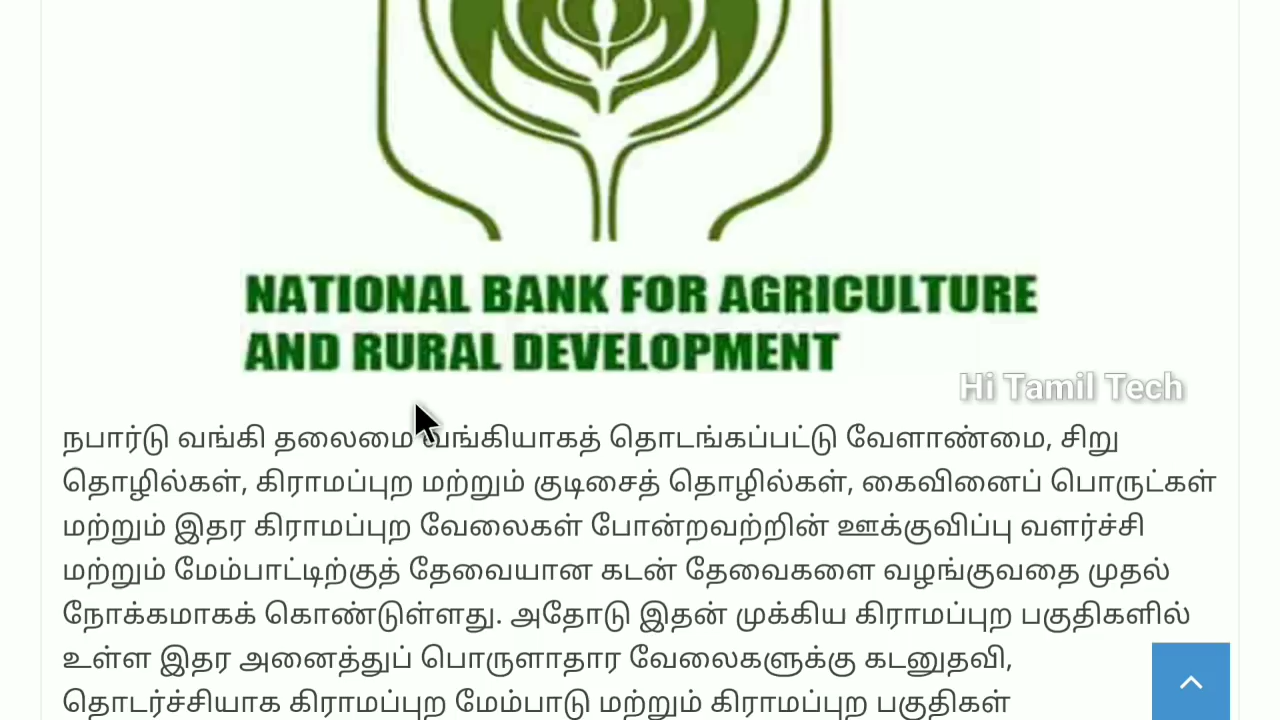 NATIONAL BANK FOR AGRICULTURE
AND RURAL DEVELOPMENT
Hi Tamil Tech
நபார்டு வங்கி தலைமை வங்கியாகத் தொடங்கப்பட்டு வேளாண்மை, சிறு
தொழில்கள், கிராமப்புற மற்றும் குடிசைத் தொழில்கள், கைவினைப் பொருட்கள்
மற்றும் இதர கிராமப்புற வேலைகள் போன்றவற்றின் ஊக்குவிப்பு வளர்ச்சி
மற்றும் மேம்பாட்டிற்குத் தேவையான கடன் தேவைகளை வழங்குவதை முதல்
நோக்கமாகக் கொண்டுள்ளது. அதோடு இதன் முக்கிய கிராமப்புற பகுதிகளில்
உள்ள இதர அனைத்துப் பொருளாதார வேலைகளுக்கு கடனுதவி,
தொடர்ச்சியாக கிராமப்புற மேம்பாடு மற்றும் கிராமப்புற பகுதிகள்